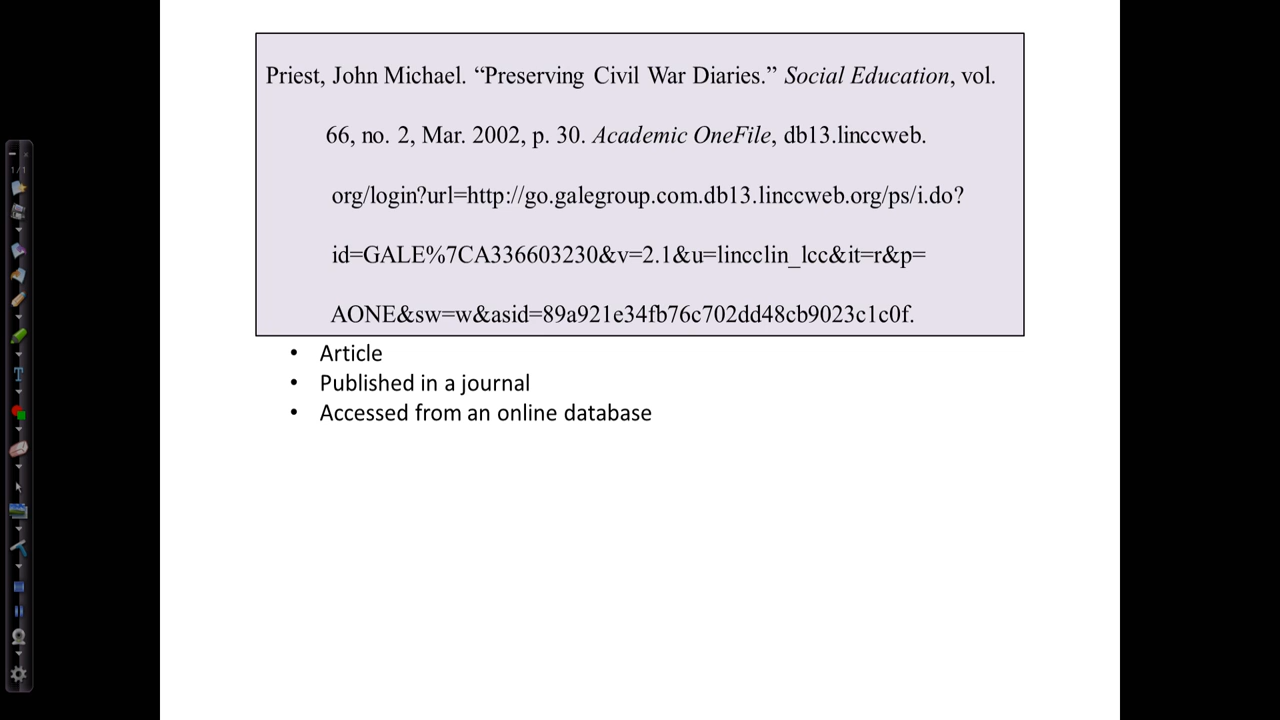 Priest, John Michael. “Preserving Civil War Diaries.” Social Education, vol.
66, no. 2, Mar. 2002, p. 30. Academic OneFile, db13.linccweb.
org/login?url=http://go.galegroup.com.db13.linccweb.org/ps/i.do?
id=GALE%7CA336603230&v=2.1&u=lincclin_lcc&it=r&p=
AONE&sw=w&asid=89a921e34fb76c702dd48cb9023c1c0f.
• Article
• Published in a journal
• Accessed from an online database
1/1
T